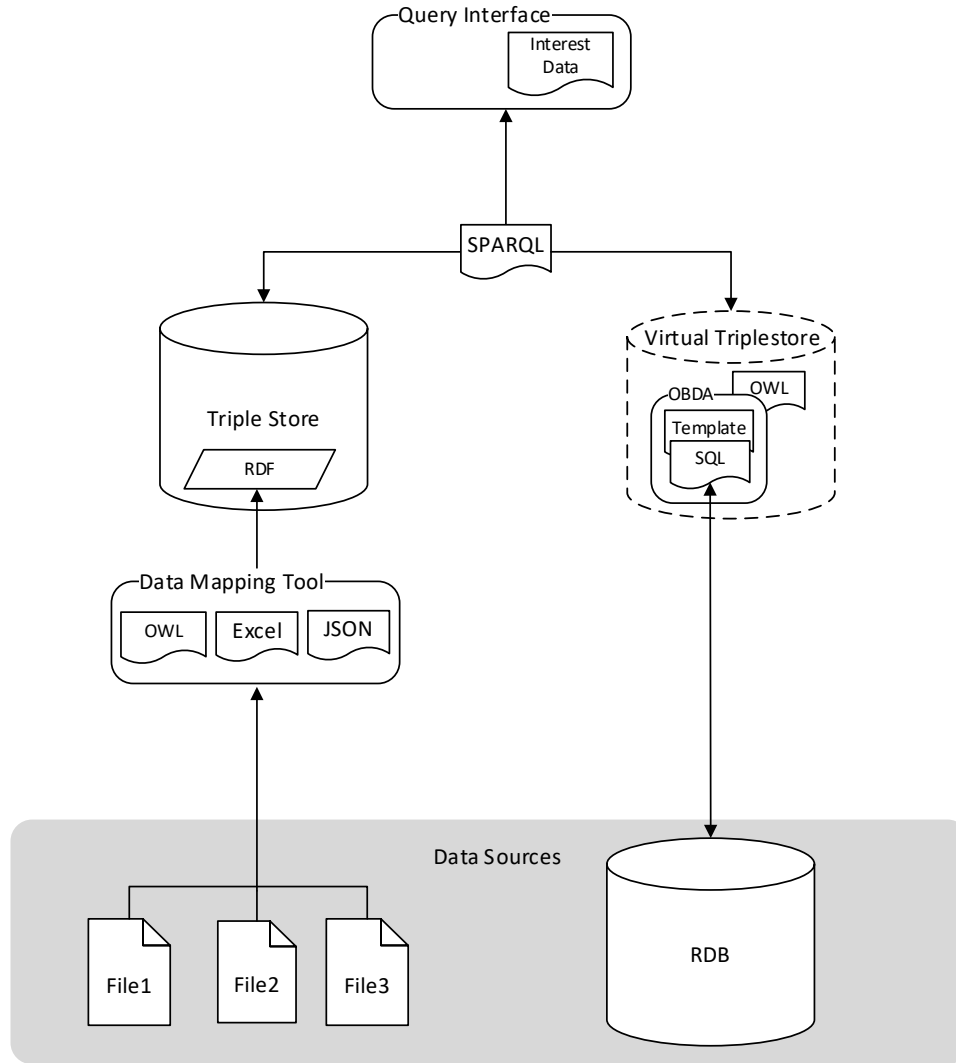 Query Interface
Interest
Data
SPARQL
Virtual Triplestore
OWL
OBDA
Template
SQL
Triple Store
RDF
Data Mapping Tool
OWL
Excel
JSON
Data Sources
File1
File2
File3
RDB